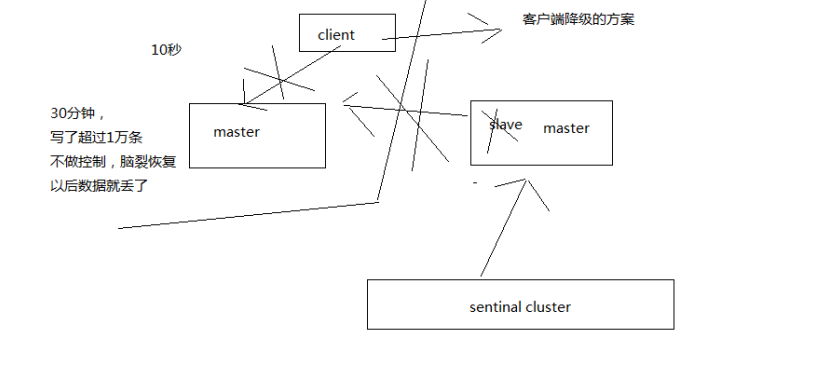 客户端降级的方案
client
10秒
30分钟，
写了超过1万条
不做控制，脑裂恢复
以后数据就丢了
master
slave master
sentinal cluster